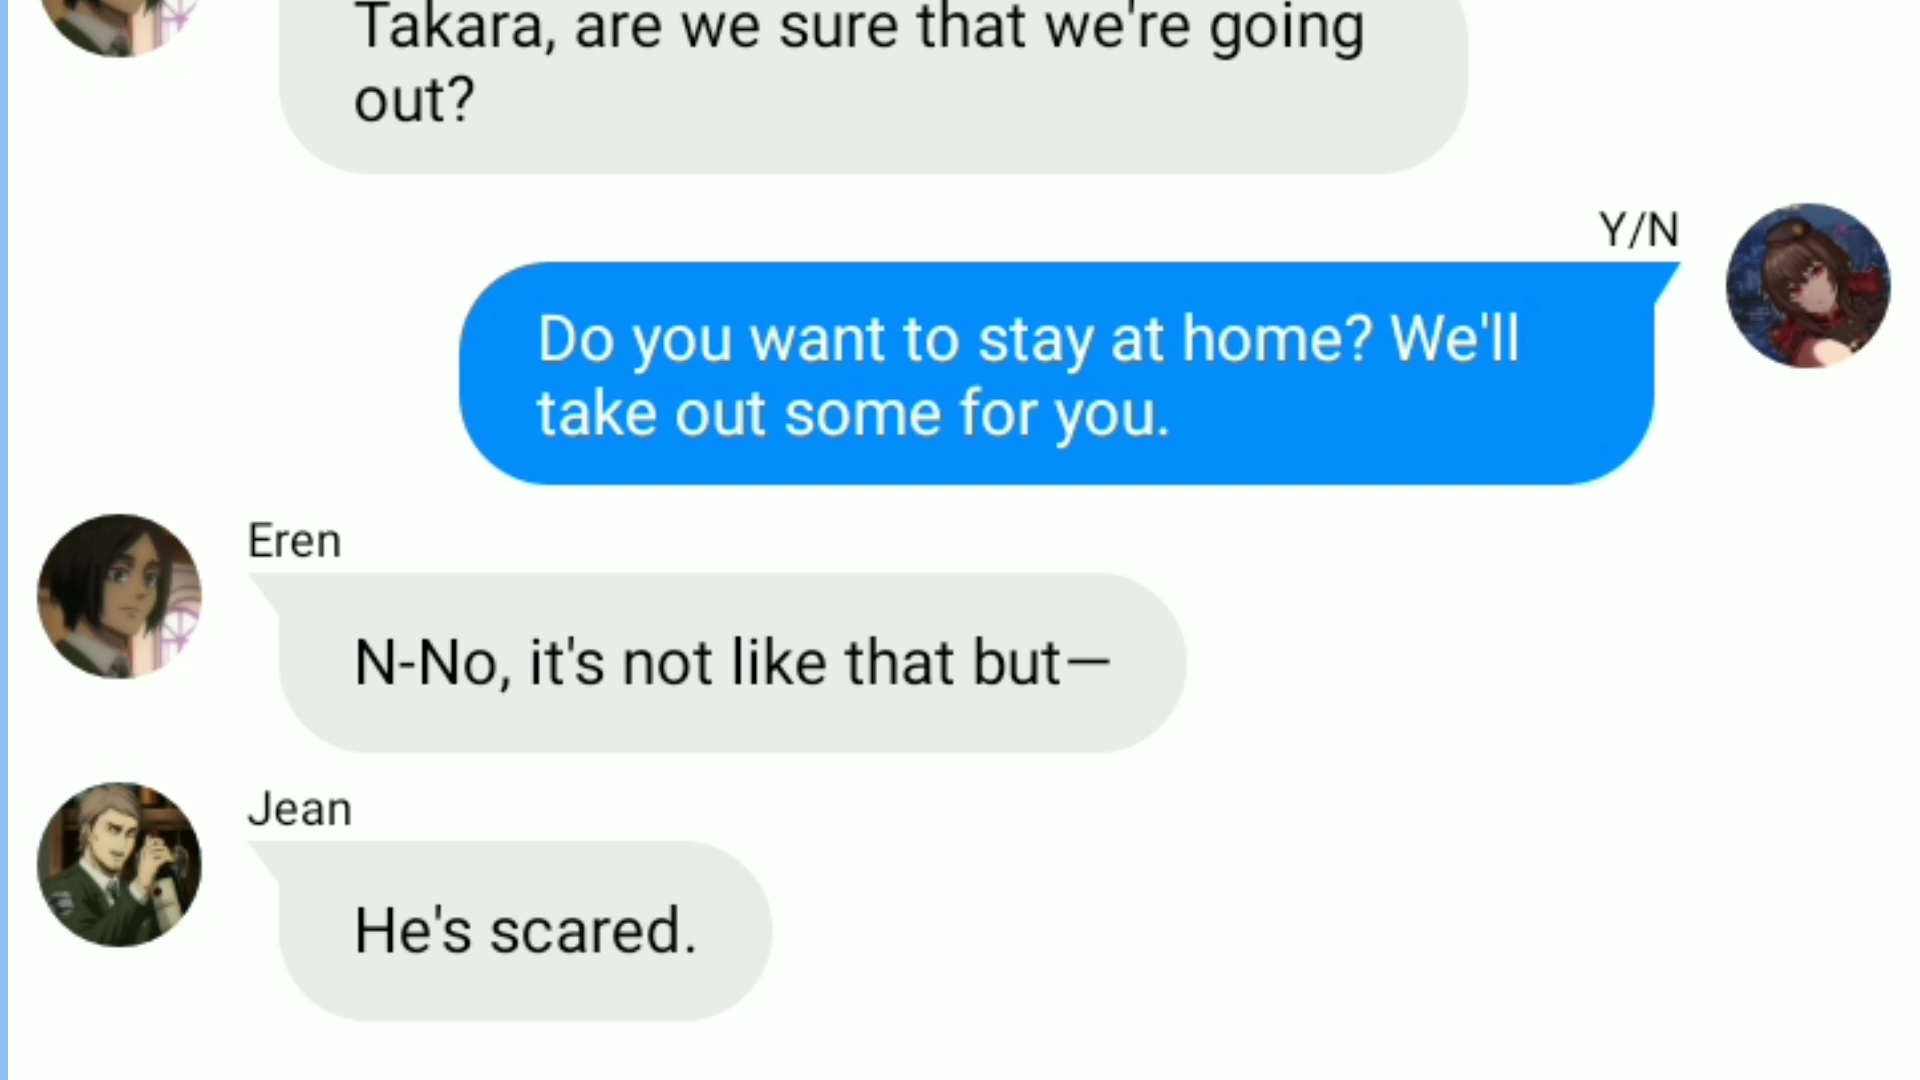 Takara, are we sure that we're going
out?
Y/N
Do you want to stay at home? We'll
take out some for you.
Eren
N-No, it's not like that but—
Jean
He's scared.